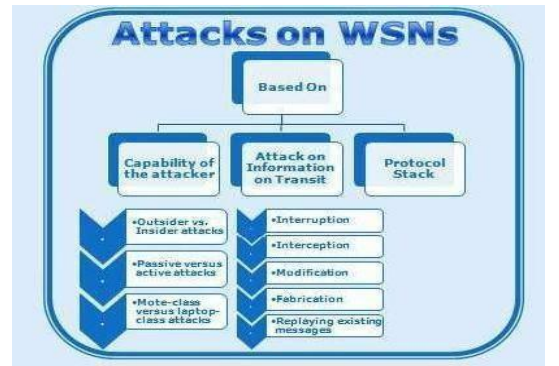 Attacks on WSNs
Based On
Capability of
the attacker
Attack on
Information
on Transit
Protocol
Stack
•Outsider vs.
Insider attacks
•Passive versus
active attacks
•Mote-class
versus laptop-
class attacks
•Interruption
•Interception
•Modification
•Fabrication
•Replaying existing
messages